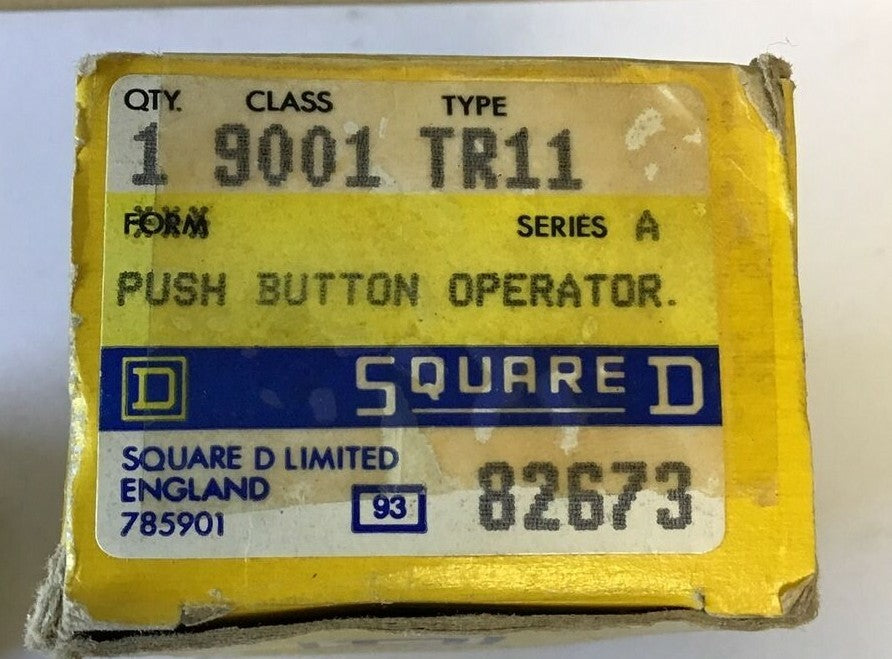 QTY. CLASS TYPE
1 9001 TR11
FORM SERIES A
PUSH BUTTON OPERATOR.
D SQUARE D
SQUARE D LIMITED
ENGLAND
785901
93
82673